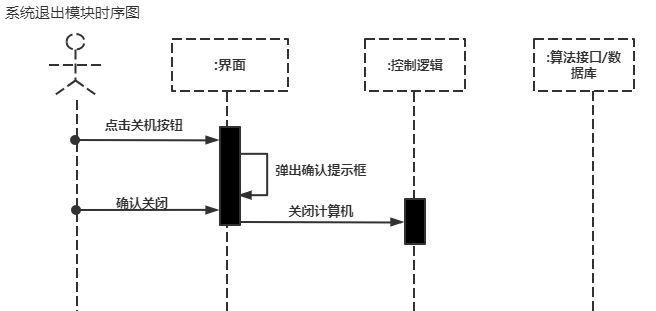 系统退出模块时序图
:界面
:控制逻辑
:算法接口/数
据库
点击关机按钮
弹出确认提示框
确认关闭
关闭计算机